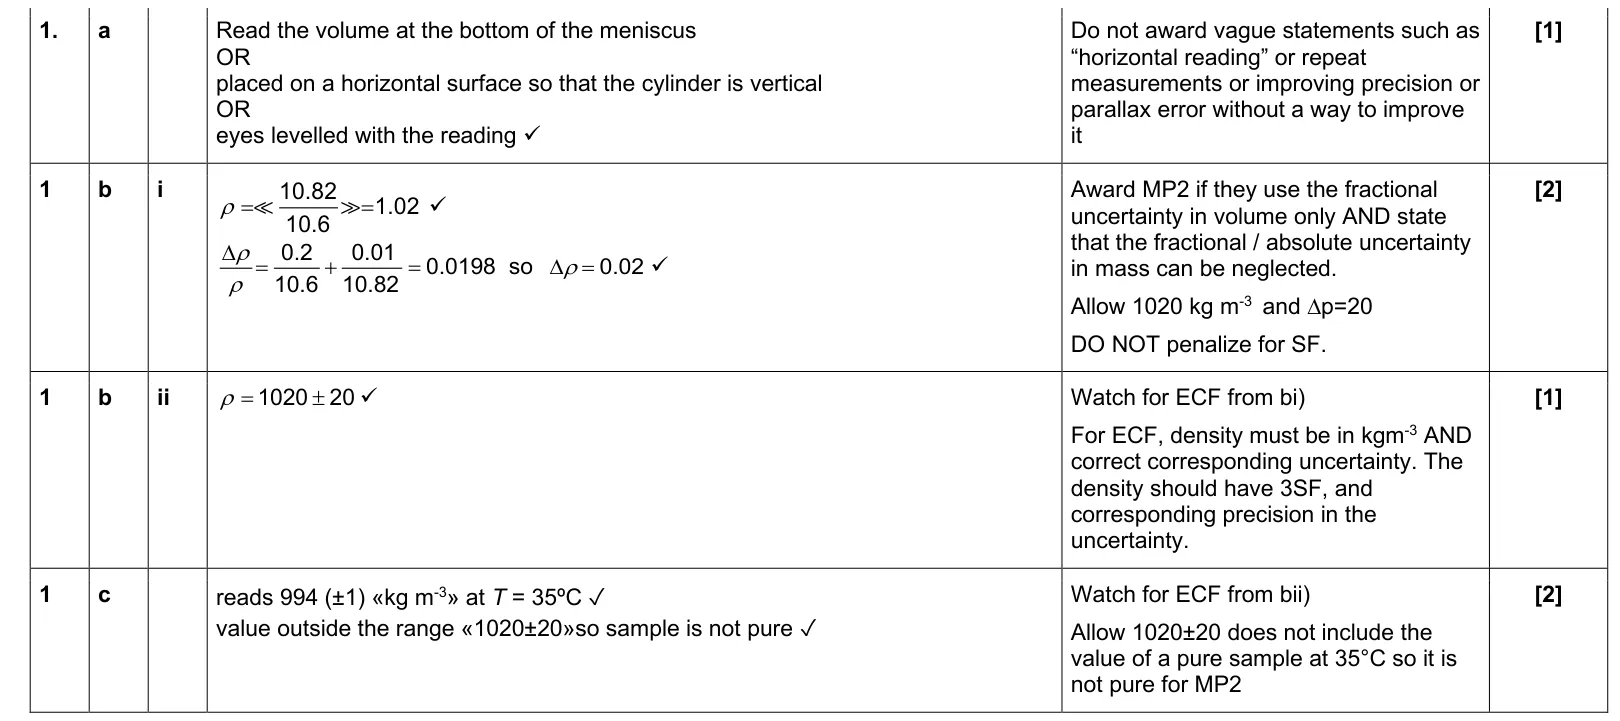 1. a Read the volume at the bottom of the meniscus
OR
placed on a horizontal surface so that the cylinder is vertical
OR
eyes levelled with the reading ✓
Do not award vague statements such as
“horizontal reading” or repeat
measurements or improving precision or
parallax error without a way to improve
it
[1]
1 b i ρ =≪ 10.82/10.6 ≫=1.02 ✓
Δρ/ρ = 0.2/10.6 + 0.01/10.82 = 0.0198 so Δρ = 0.02 ✓
Award MP2 if they use the fractional
uncertainty in volume only AND state
that the fractional / absolute uncertainty
in mass can be neglected.
Allow 1020 kg m⁻³ and Δp=20
DO NOT penalize for SF.
[2]
1 b ii ρ = 1020 ± 20 ✓
Watch for ECF from bi)
For ECF, density must be in kgm⁻³ AND
correct corresponding uncertainty. The
density should have 3SF, and
corresponding precision in the
uncertainty.
[1]
1 c reads 994 (±1) «kg m⁻³» at T = 35ºC ✓
value outside the range «1020±20»so sample is not pure ✓
Watch for ECF from bii)
Allow 1020±20 does not include the
value of a pure sample at 35°C so it is
not pure for MP2
[2]